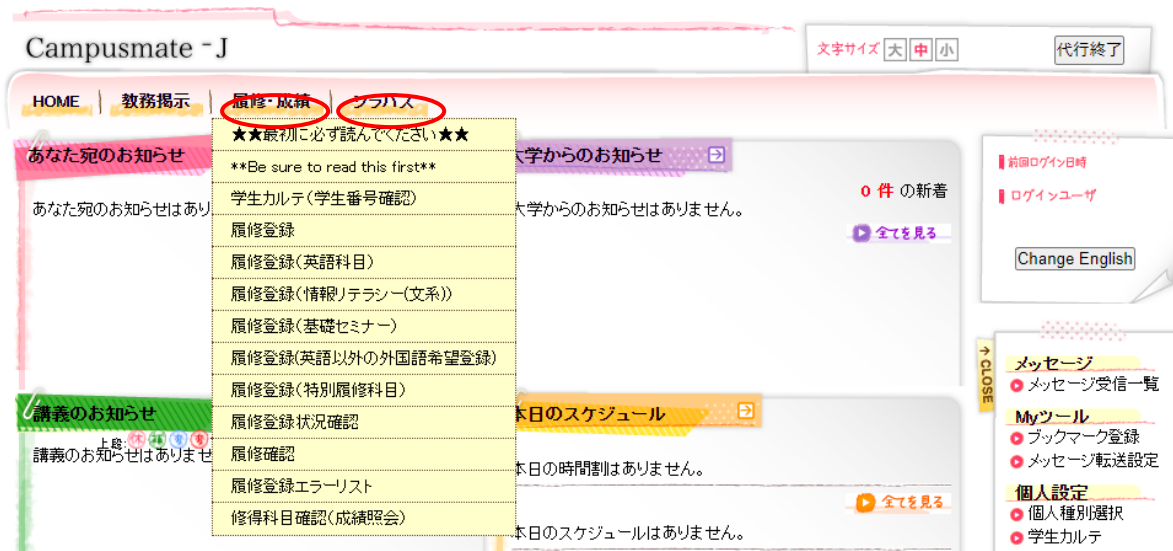 Campusmate - J
文字サイズ 大 中 小
代行終了
HOME 教務掲示 履修・成績 シラバス
★★最初に必ず読んでください★★
**Be sure to read this first**
学生カルテ(学生番号確認)
履修登録
履修登録(英語科目)
履修登録(情報リテラシー(文系))
履修登録(基礎セミナー)
履修登録(英語以外の外国語希望登録)
履修登録(特別履修科目)
履修登録状況確認
履修確認
履修登録エラーリスト
修得科目確認(成績照会)
あなた宛のお知らせ
あなた宛のお知らせはあり
大学からのお知らせ
0 件 の新着
大学からのお知らせはありません。
全てを見る
講義のお知らせ
上段:休 補
講義のお知らせはありませ
本日のスケジュール
本日の時間割はありません。
全てを見る
本日のスケジュールはありません。
前回ログイン日時
ログインユーザ
Change English
→ CLOSE
メッセージ
メッセージ受信一覧
Myツール
ブックマーク登録
メッセージ転送設定
個人設定
個人種別選択
学生カルテ